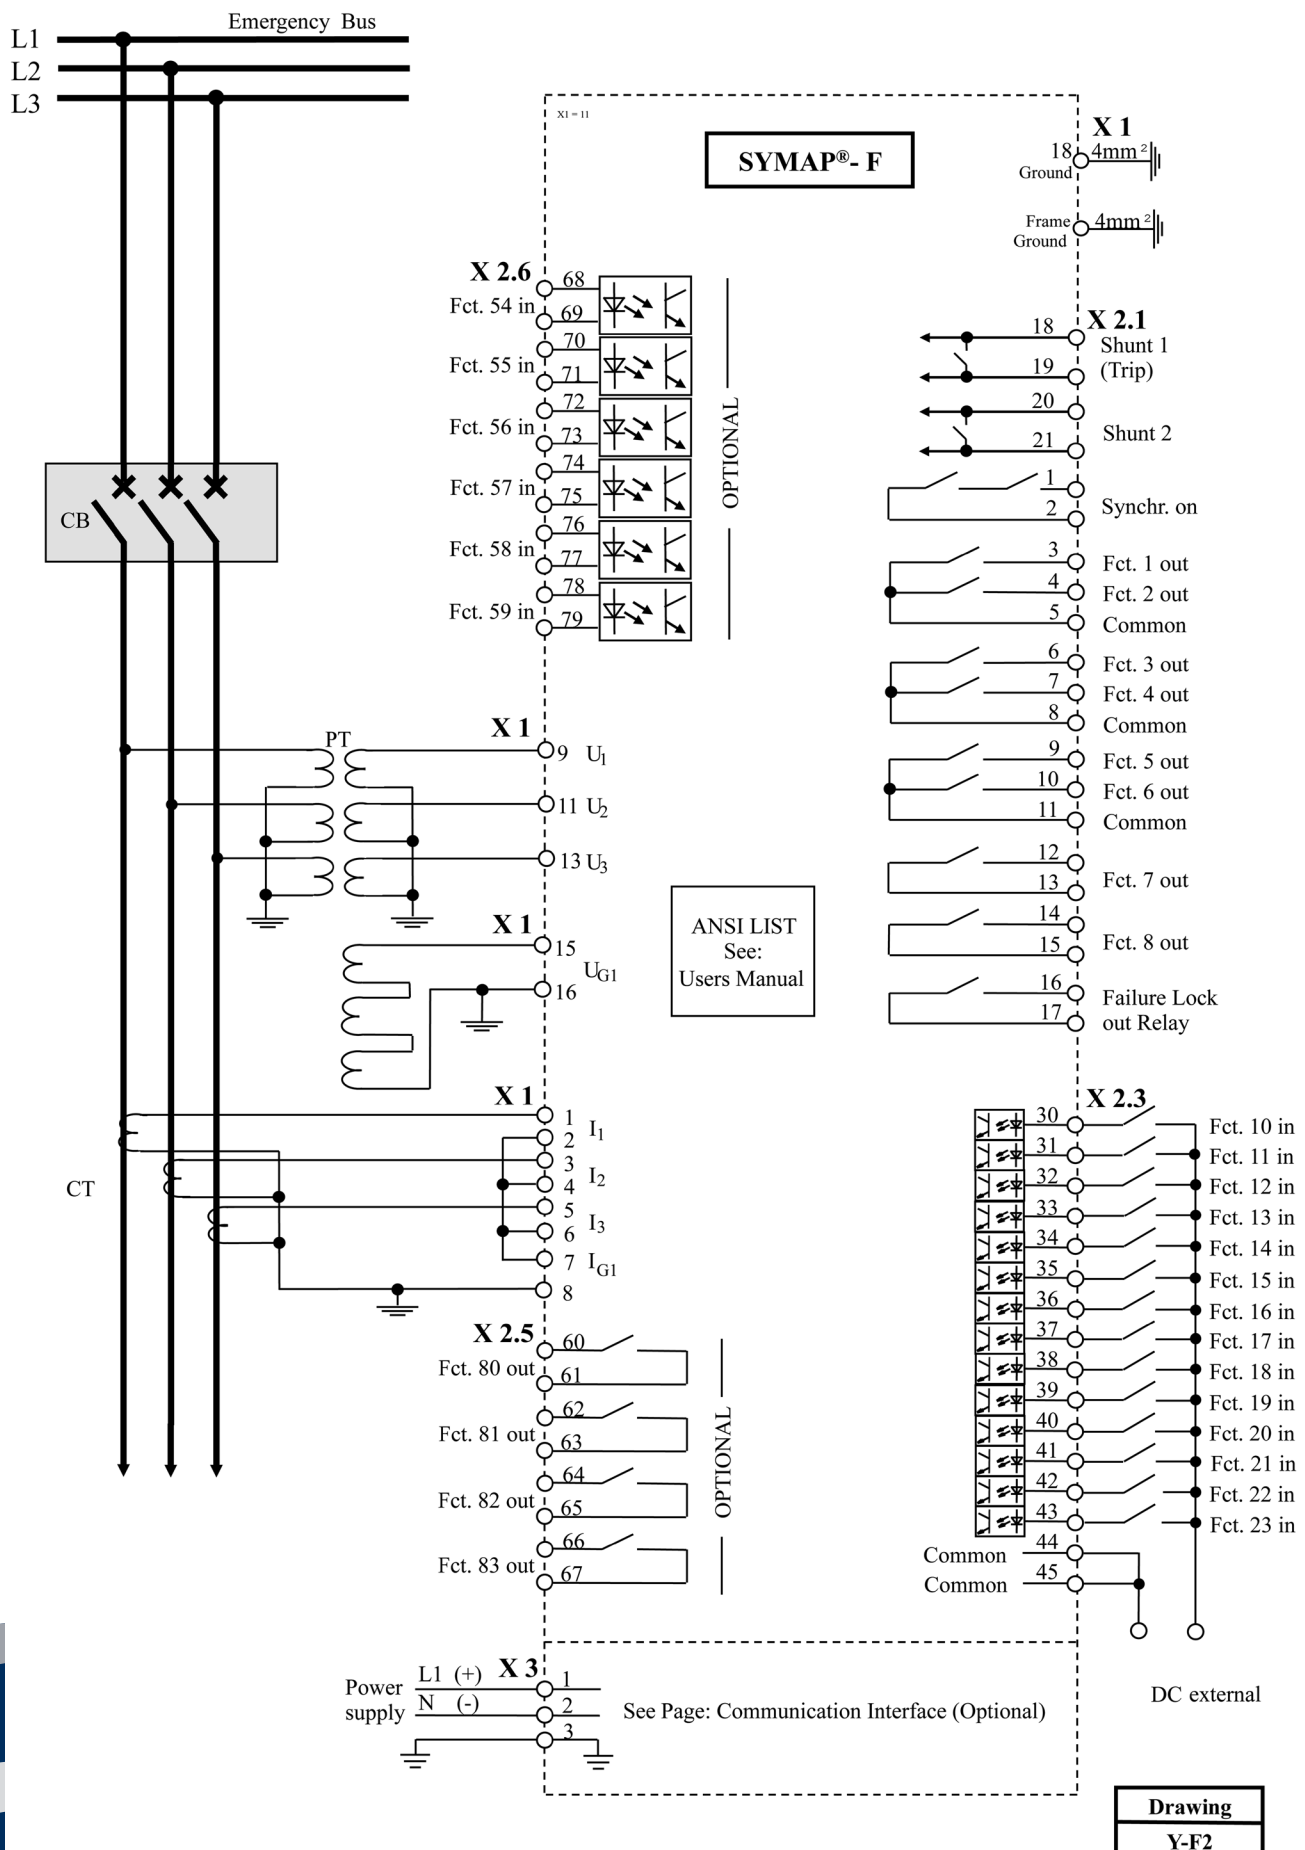 Emergency Bus
L1
L2
L3
X1 = 11
SYMAP®- F
X 1
18 4mm²
Ground
Frame 4mm²
Ground
X 2.6
68
Fct. 54 in
69
70
Fct. 55 in
71
72
Fct. 56 in
73
74
Fct. 57 in
75
76
Fct. 58 in
77
78
Fct. 59 in
79
OPTIONAL
X 2.1
18
Shunt 1
(Trip)
19
20
Shunt 2
21
1
Synchr. on
2
3 Fct. 1 out
4 Fct. 2 out
5 Common
6 Fct. 3 out
7 Fct. 4 out
8 Common
9 Fct. 5 out
10 Fct. 6 out
11 Common
12
Fct. 7 out
13
14
Fct. 8 out
15
16
Failure Lock
17 out Relay
CB
PT
X 1
9 U1
11 U2
13 U3
X 1
15
UG1
16
ANSI LIST
See:
Users Manual
CT
X 1
1
I1
2
3
I2
4
5
I3
6
7 IG1
8
X 2.5
60
Fct. 80 out
61
62
Fct. 81 out
63
64
Fct. 82 out
65
66
Fct. 83 out
67
OPTIONAL
X 2.3
30 Fct. 10 in
31 Fct. 11 in
32 Fct. 12 in
33 Fct. 13 in
34 Fct. 14 in
35 Fct. 15 in
36 Fct. 16 in
37 Fct. 17 in
38 Fct. 18 in
39 Fct. 19 in
40 Fct. 20 in
41 Fct. 21 in
42 Fct. 22 in
43 Fct. 23 in
Common 44
Common 45
DC external
X 3
Power L1 (+) 1
supply N (-) 2
3
See Page: Communication Interface (Optional)
Drawing
Y-F2